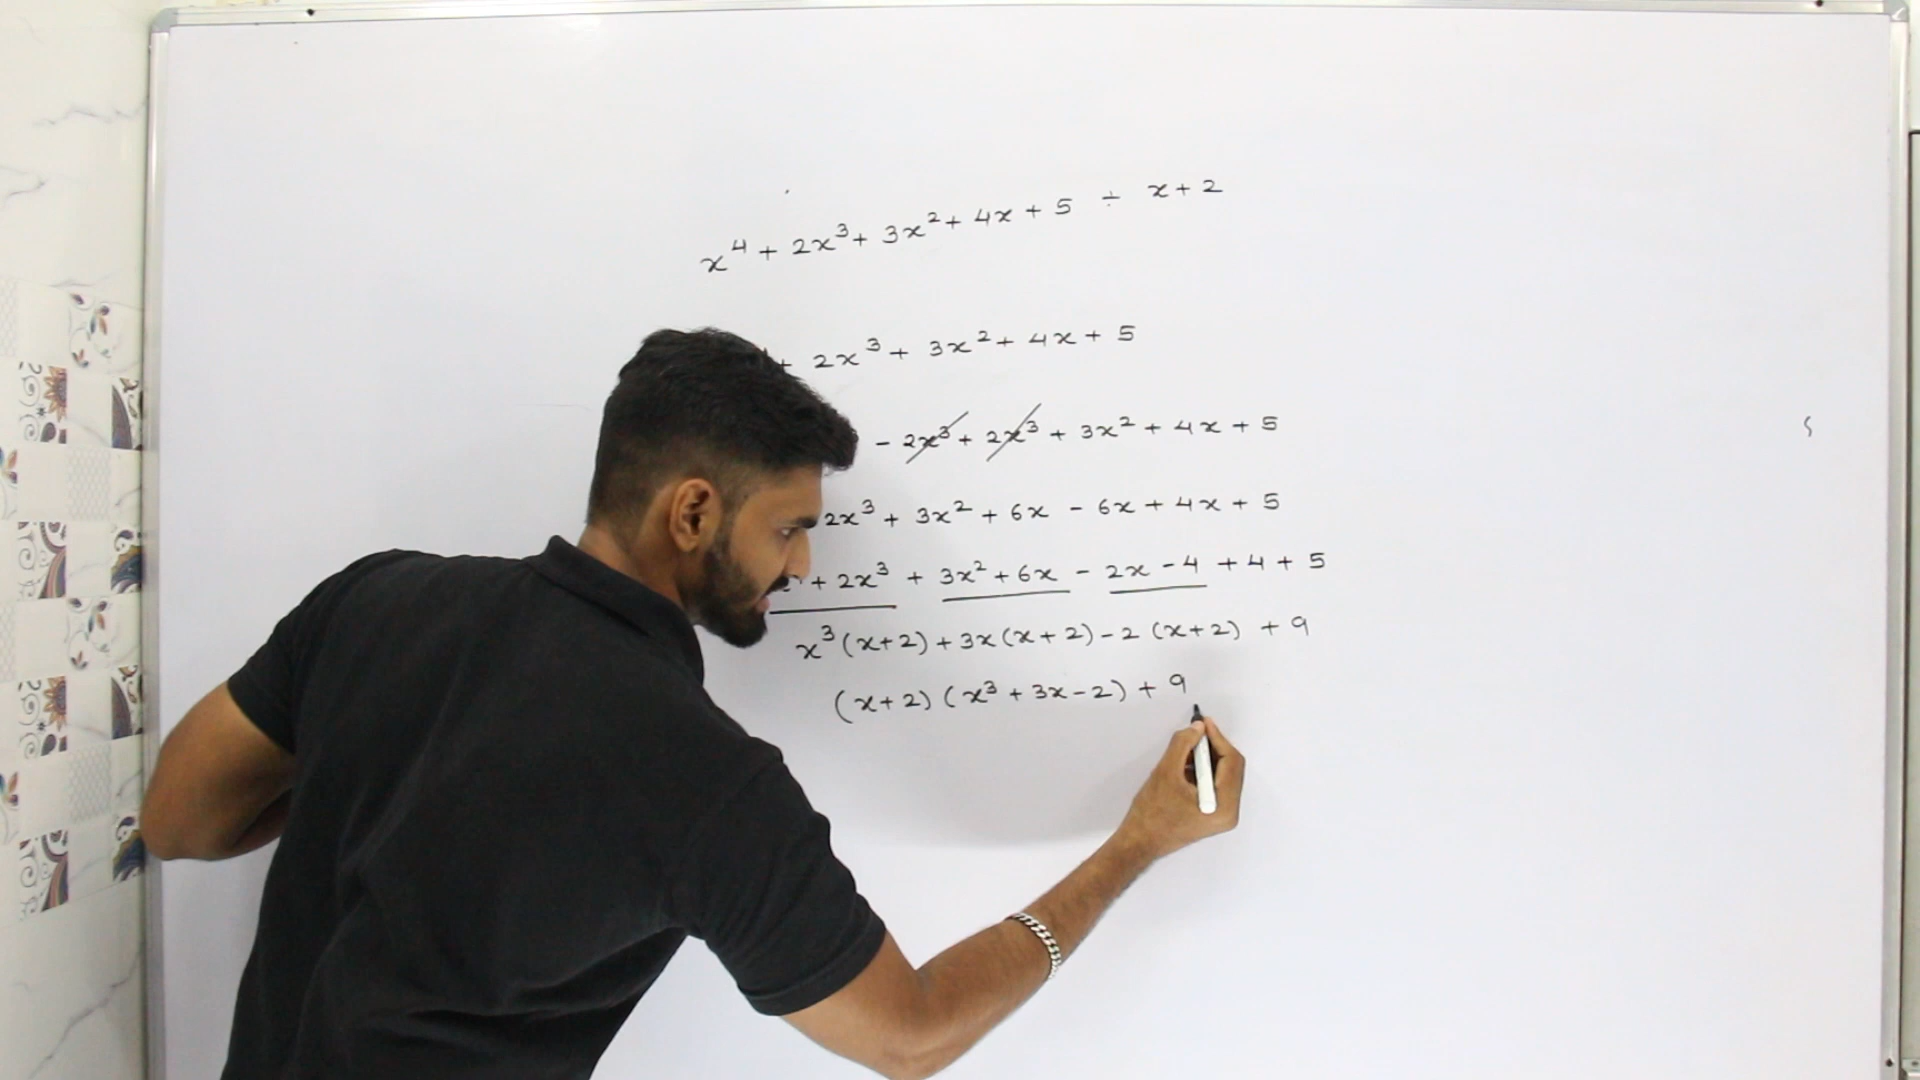 x⁴ + 2x³ + 3x² + 4x + 5 ÷ x + 2
+ 2x³ + 3x² + 4x + 5
- 2x³ + 2x³ + 3x² + 4x + 5
2x³ + 3x² + 6x - 6x + 4x + 5
+ 2x³ + 3x² + 6x - 2x - 4 + 4 + 5
x³ (x+2) + 3x (x + 2) - 2 (x+2) + 9
(x+2) (x³ + 3x - 2) + 9